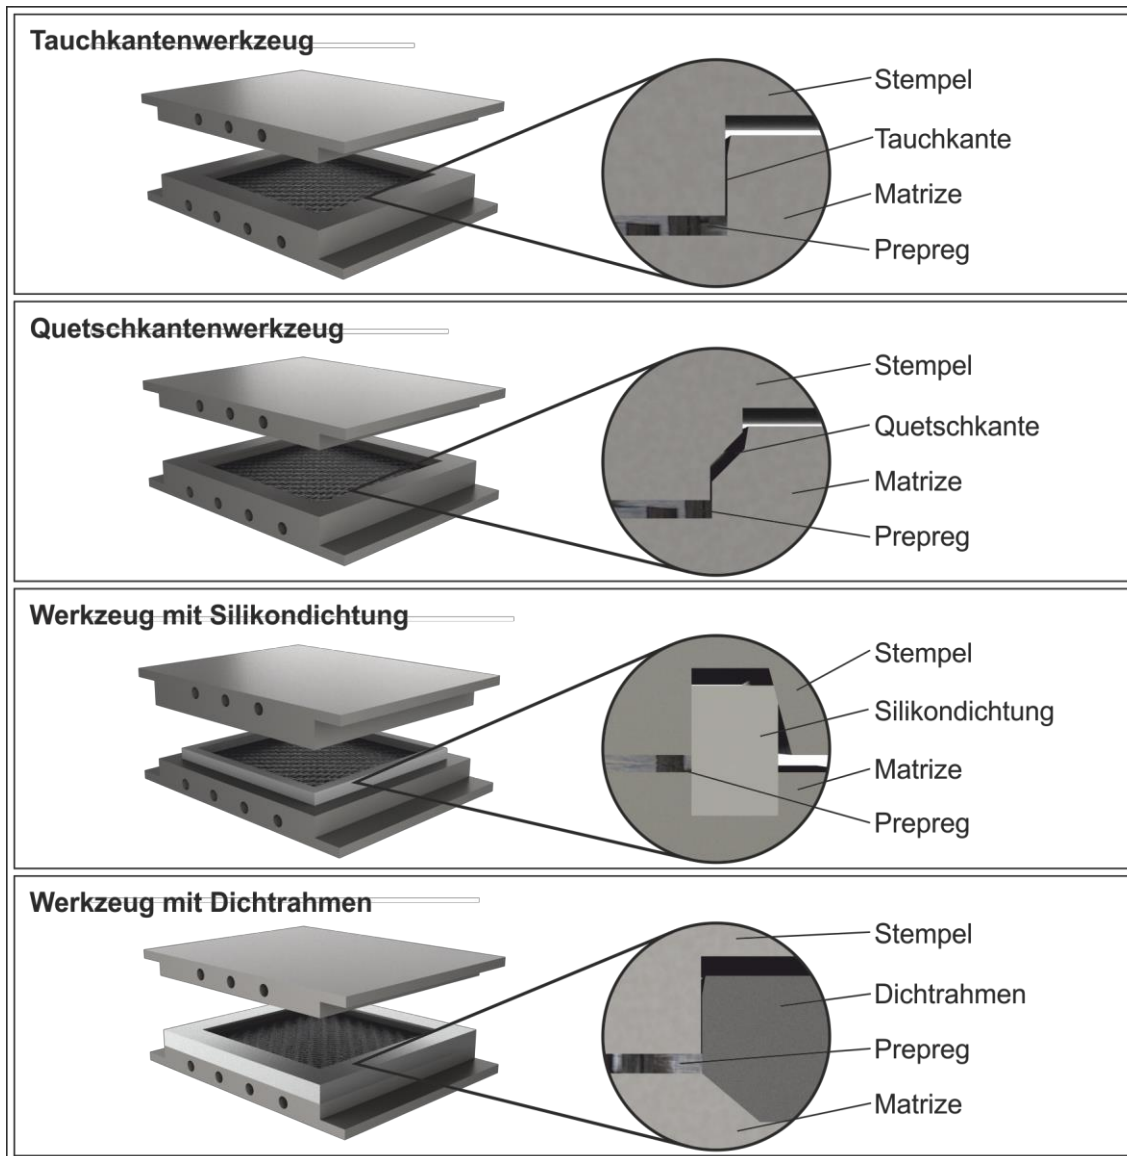 Tauchkantenwerkzeug
Stempel
Tauchkante
Matrize
Prepreg
Quetschkantenwerkzeug
Stempel
Quetschkante
Matrize
Prepreg
Werkzeug mit Silikondichtung
Stempel
Silikondichtung
Matrize
Prepreg
Werkzeug mit Dichtrahmen
Stempel
Dichtrahmen
Prepreg
Matrize